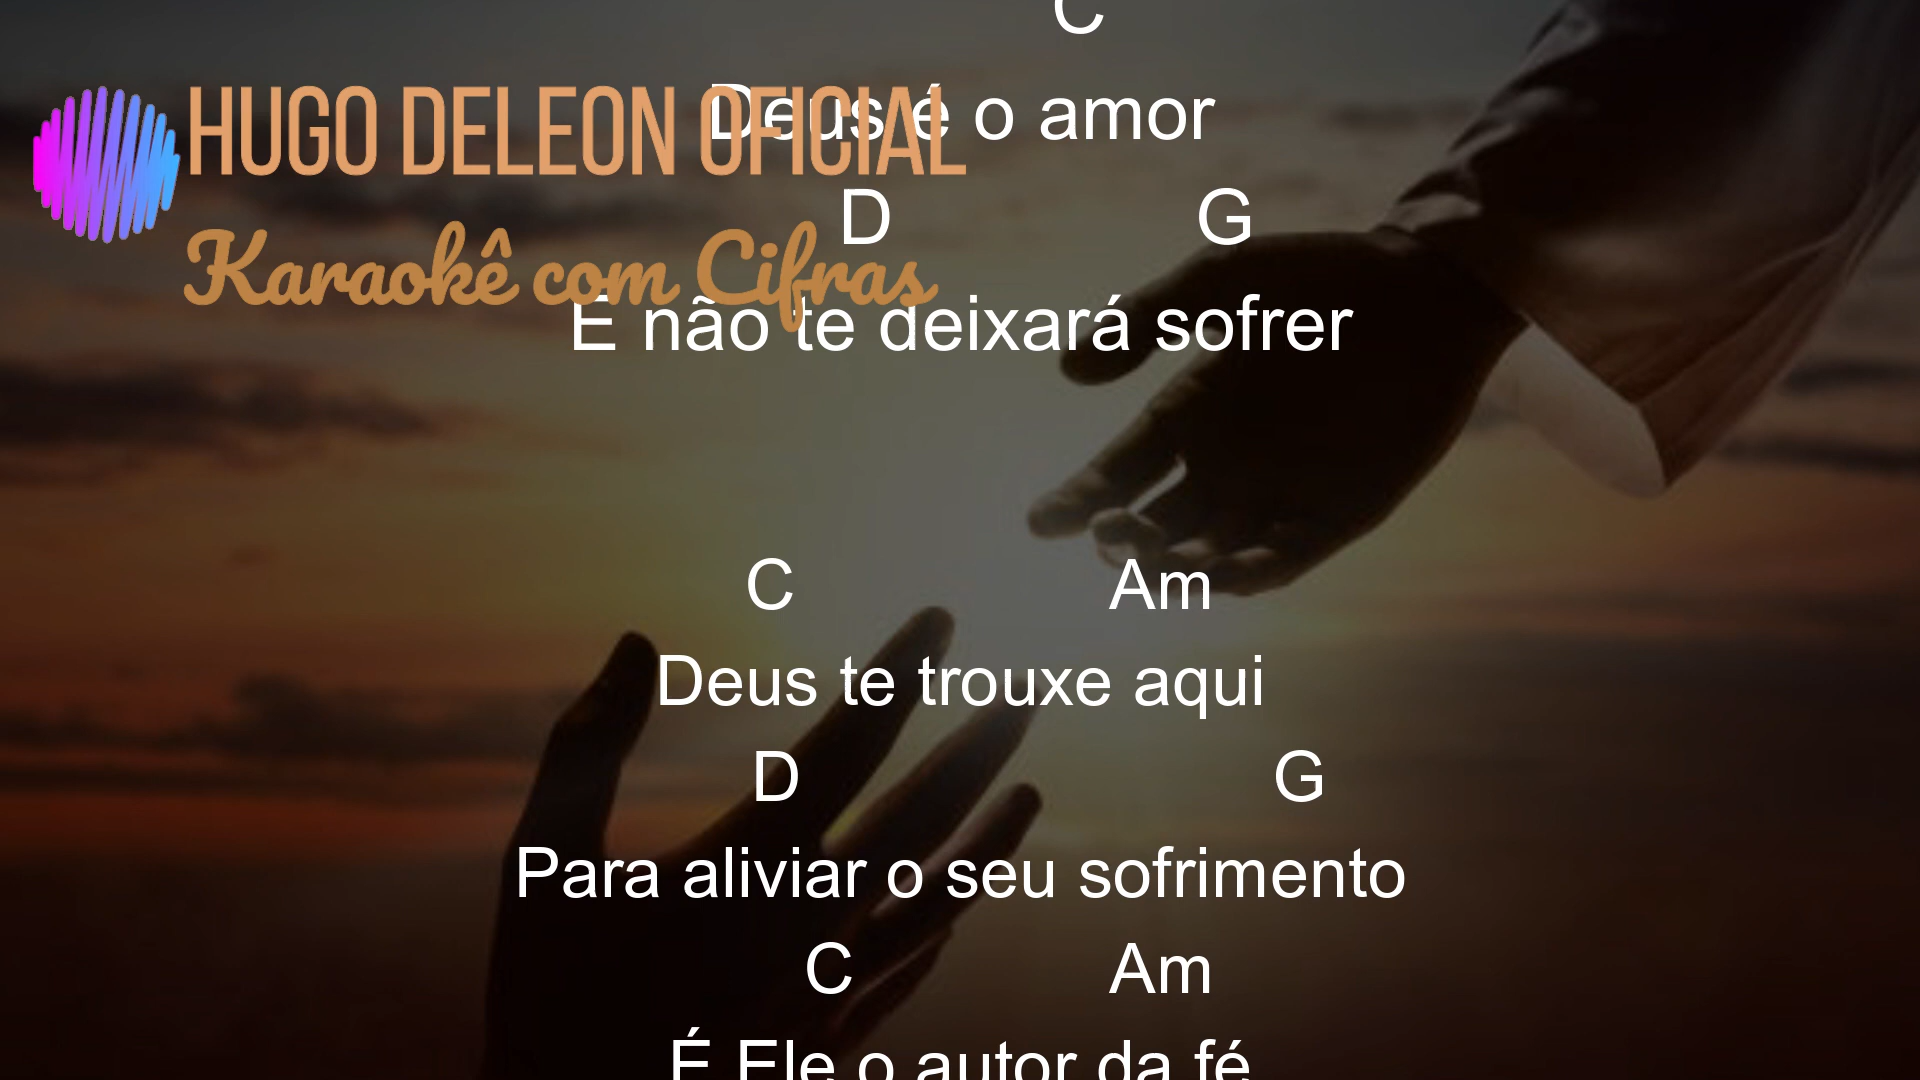 C
Deus é o amor
HUGO DELEON OFICIAL
D G
Karaokê com Cifras
E não te deixará sofrer
C Am
Deus te trouxe aqui
D G
Para aliviar o seu sofrimento
C Am
É Ele o autor da fé